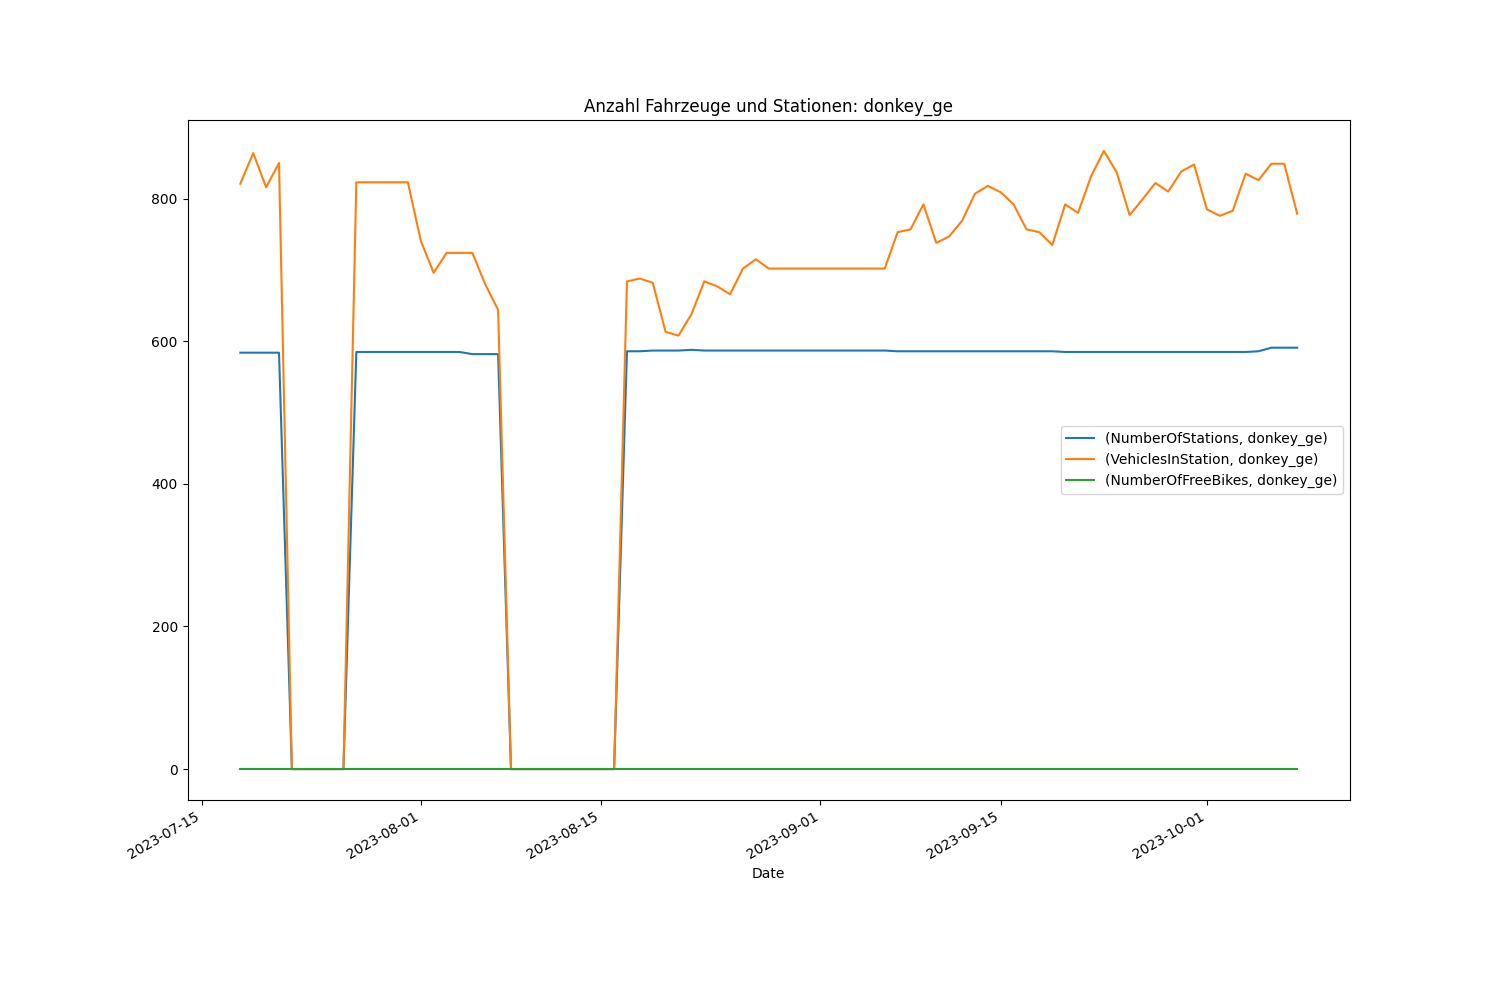 Anzahl Fahrzeuge und Stationen: donkey_ge
800
600
400
200
0
(NumberOfStations, donkey_ge)
(VehiclesInStation, donkey_ge)
(NumberOfFreeBikes, donkey_ge)
2023-07-15
2023-08-01
2023-08-15
2023-09-01
2023-09-15
2023-10-01
Date